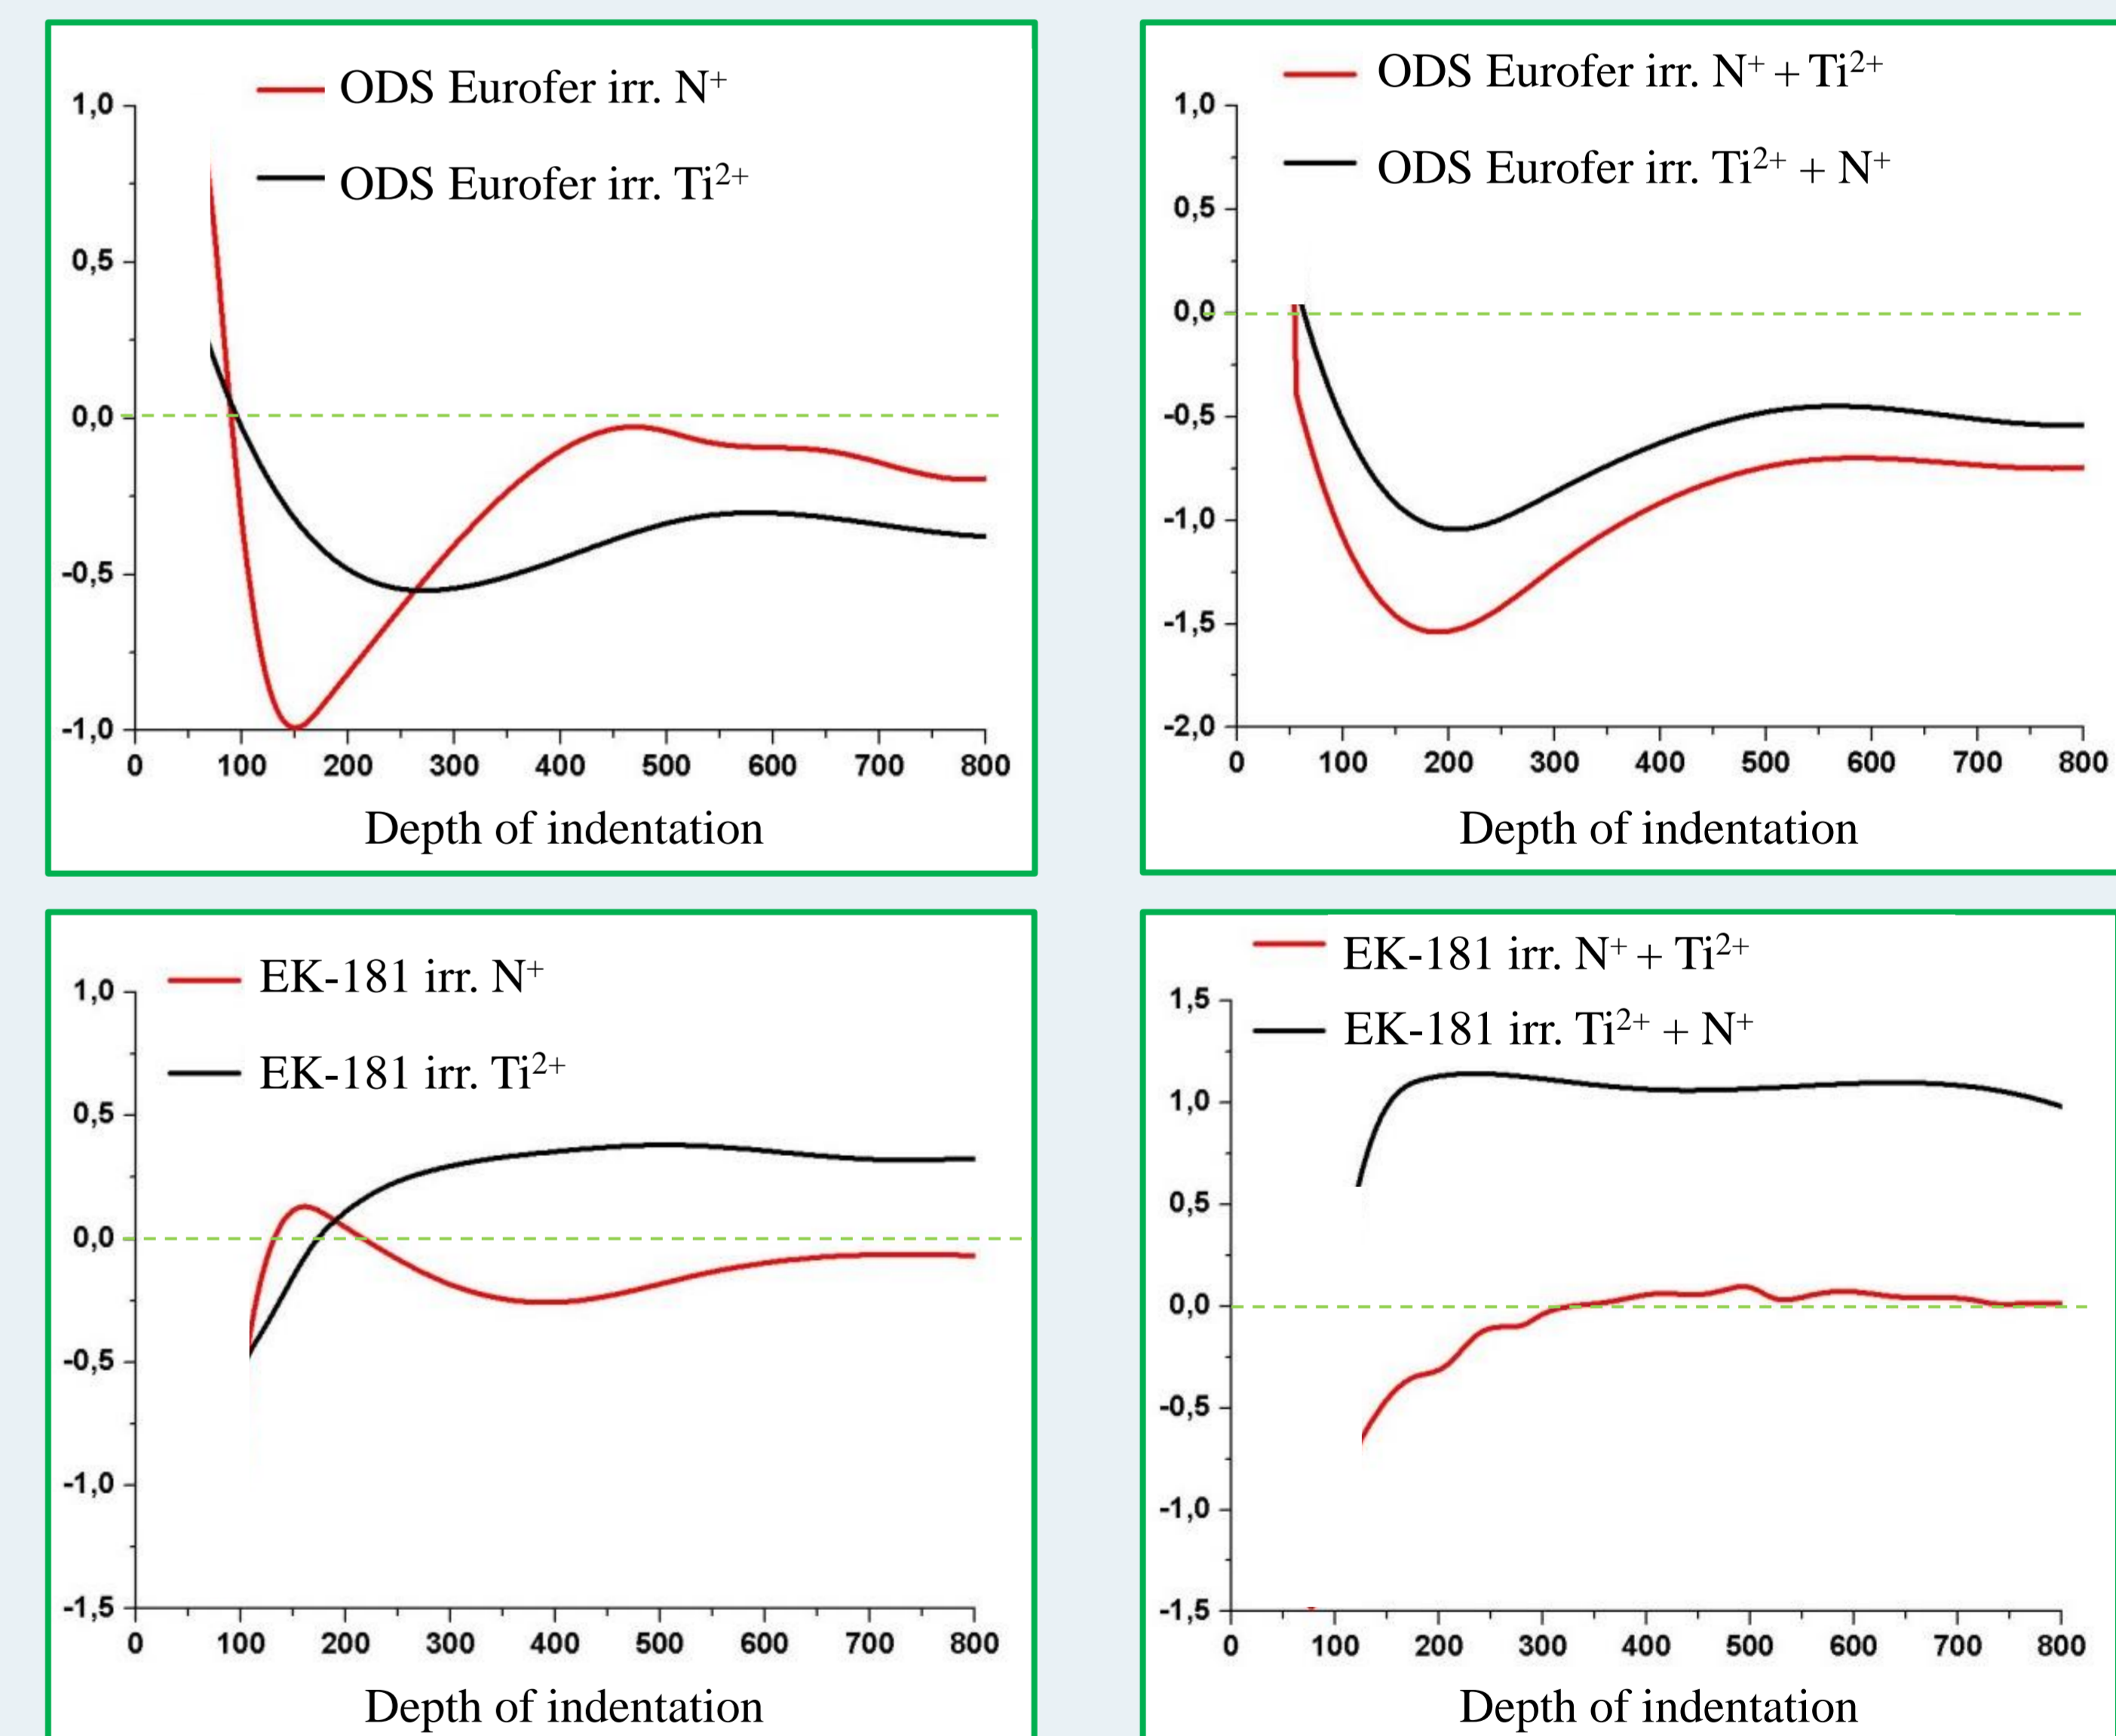 ODS Eurofer irr. N⁺
ODS Eurofer irr. Ti²⁺
1,0
0,5
0,0
-0,5
-1,0
0 100 200 300 400 500 600 700 800
Depth of indentation
ODS Eurofer irr. N⁺ + Ti²⁺
ODS Eurofer irr. Ti²⁺ + N⁺
1,0
0,5
0,0
-0,5
-1,0
-1,5
-2,0
0 100 200 300 400 500 600 700 800
Depth of indentation
EK-181 irr. N⁺
EK-181 irr. Ti²⁺
1,0
0,5
0,0
-0,5
-1,0
-1,5
0 100 200 300 400 500 600 700 800
Depth of indentation
EK-181 irr. N⁺ + Ti²⁺
EK-181 irr. Ti²⁺ + N⁺
1,5
1,0
0,5
0,0
-0,5
-1,0
-1,5
0 100 200 300 400 500 600 700 800
Depth of indentation